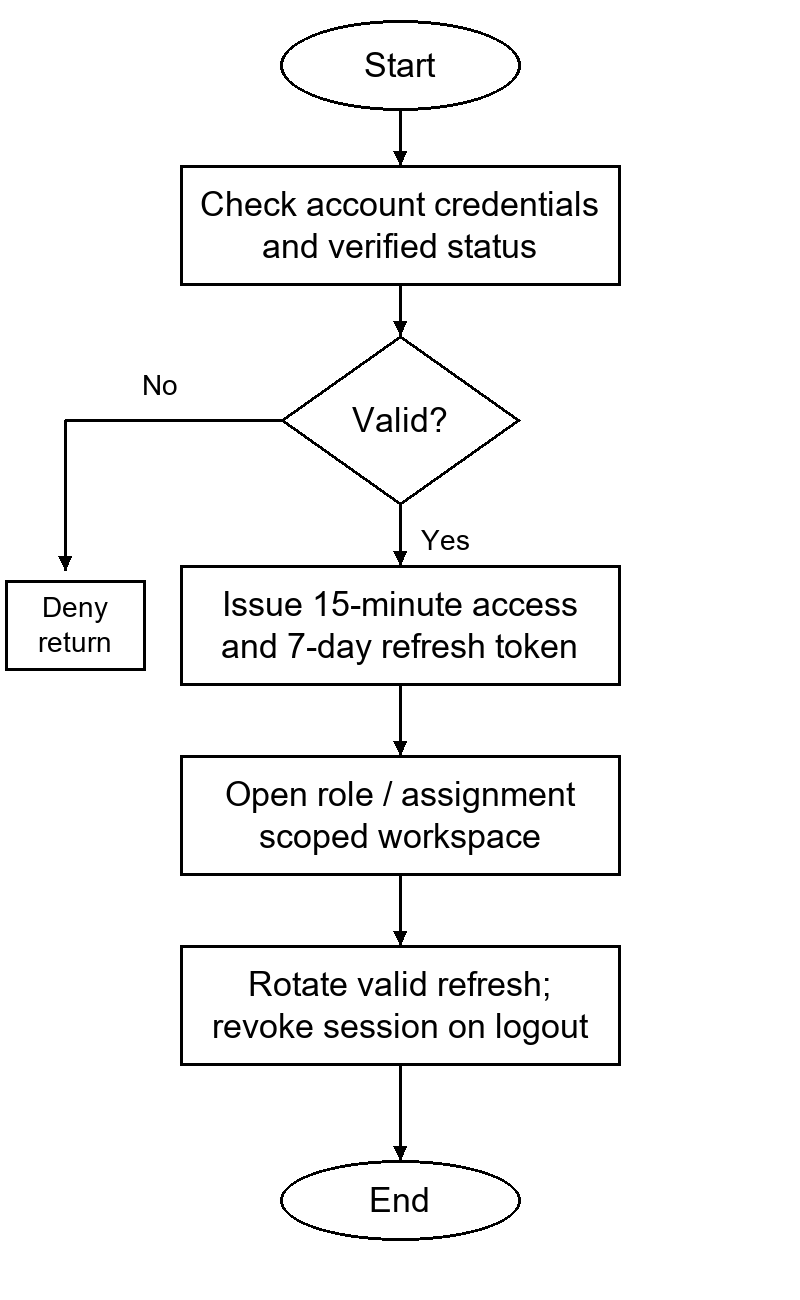 Start
Check account credentials
and verified status
Valid?
No
Yes
Deny
return
Issue 15-minute access
and 7-day refresh token
Open role / assignment
scoped workspace
Rotate valid refresh;
revoke session on logout
End